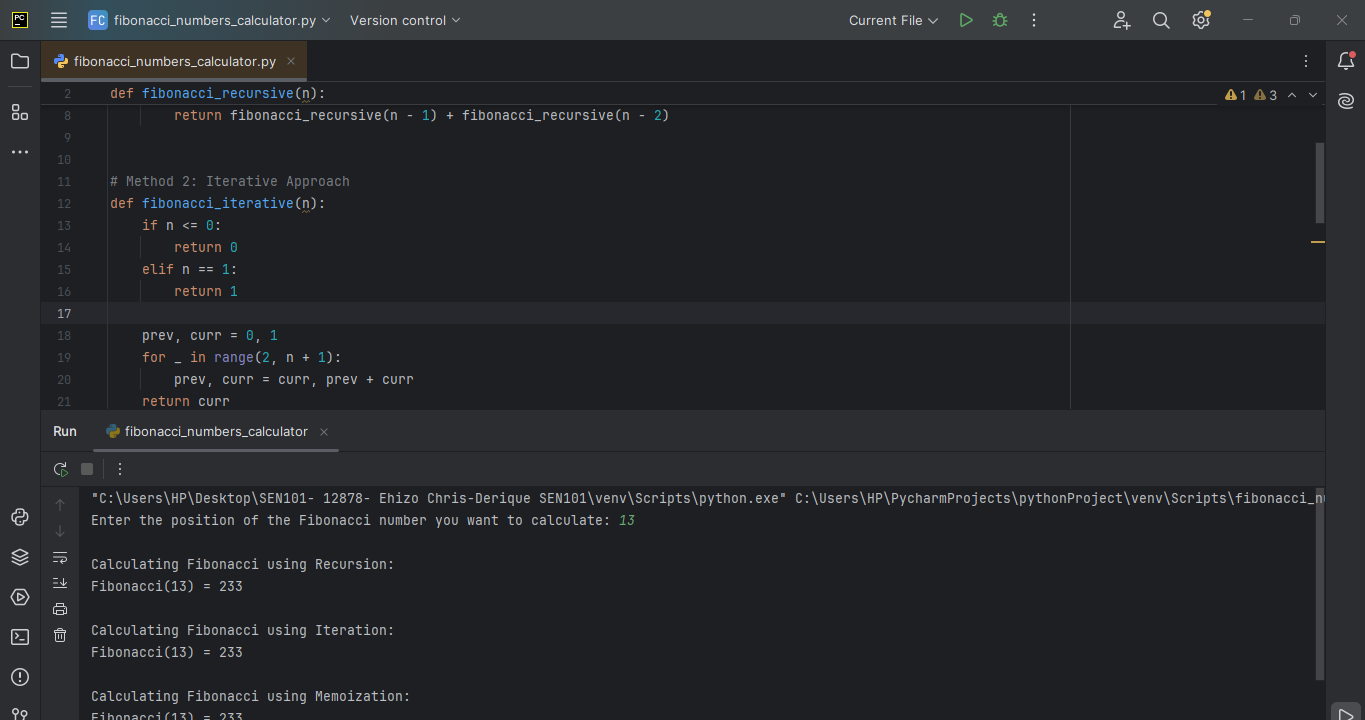 PC
FC fibonacci_numbers_calculator.py Version control Current File
fibonacci_numbers_calculator.py
2 def fibonacci_recursive(n): 1 3
8 return fibonacci_recursive(n - 1) + fibonacci_recursive(n - 2)
9
10
11 # Method 2: Iterative Approach
12 def fibonacci_iterative(n):
13 if n <= 0:
14 return 0
15 elif n == 1:
16 return 1
17
18 prev, curr = 0, 1
19 for _ in range(2, n + 1):
20 prev, curr = curr, prev + curr
21 return curr
Run fibonacci_numbers_calculator
"C:\Users\HP\Desktop\SEN101- 12878- Ehizo Chris-Derique SEN101\venv\Scripts\python.exe" C:\Users\HP\PycharmProjects\pythonProject\venv\Scripts\fibonacci_n
Enter the position of the Fibonacci number you want to calculate: 13
Calculating Fibonacci using Recursion:
Fibonacci(13) = 233
Calculating Fibonacci using Iteration:
Fibonacci(13) = 233
Calculating Fibonacci using Memoization:
Fibonacci(13) = 233